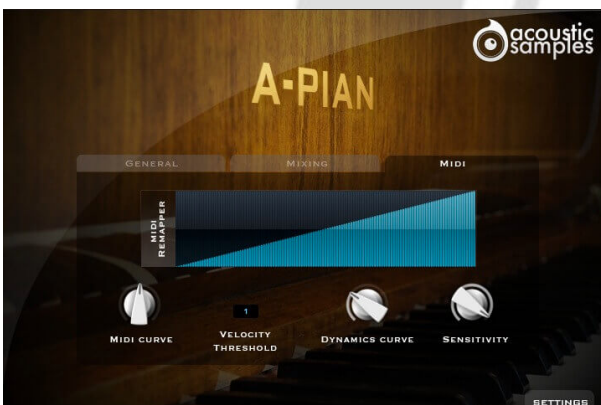 acoustic
samples
A-PIAN
GENERAL
MIXING
MIDI
MIDI
REMAPPER
1
MIDI CURVE
VELOCITY
THRESHOLD
DYNAMICS CURVE
SENSITIVITY
SETTINGS